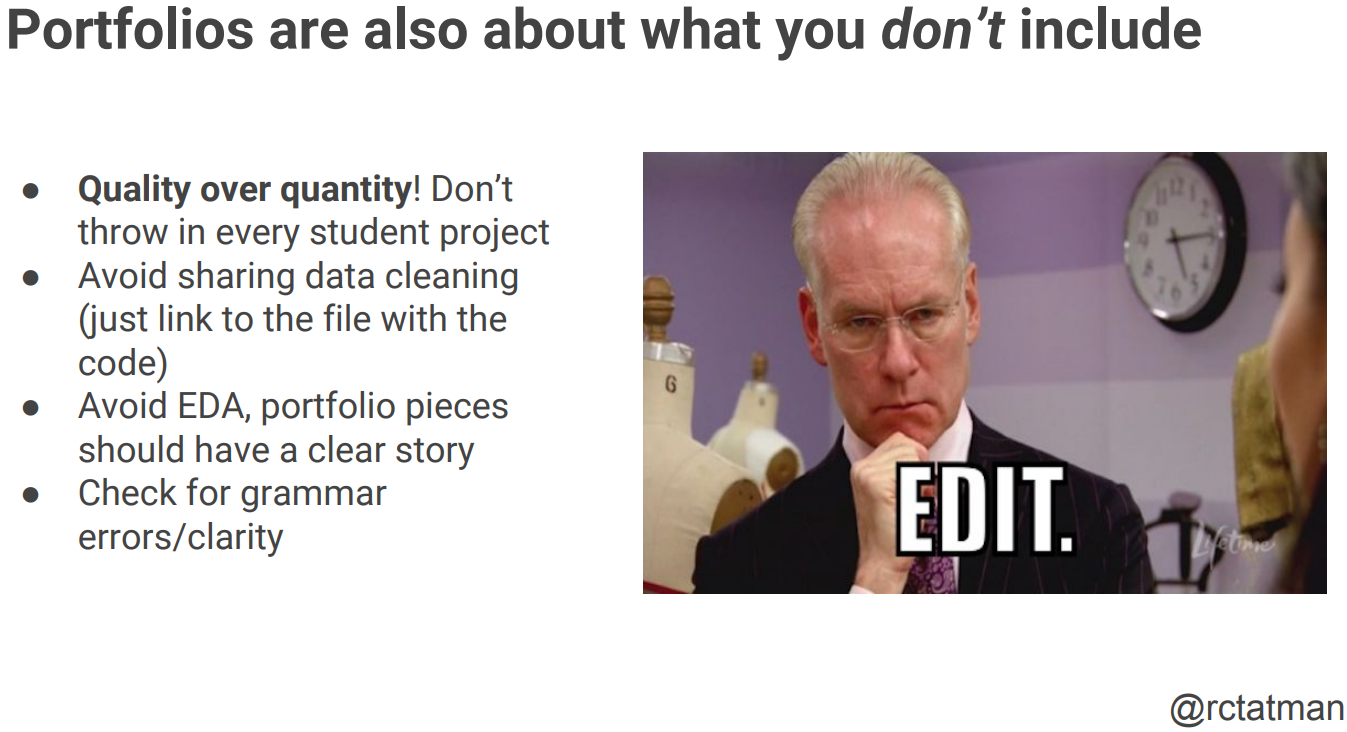 Portfolios are also about what you don't include
● Quality over quantity! Don't
throw in every student project
● Avoid sharing data cleaning
(just link to the file with the
code)
● Avoid EDA, portfolio pieces
should have a clear story
● Check for grammar
errors/clarity
G
EDIT.
Lifetime
@rctatman